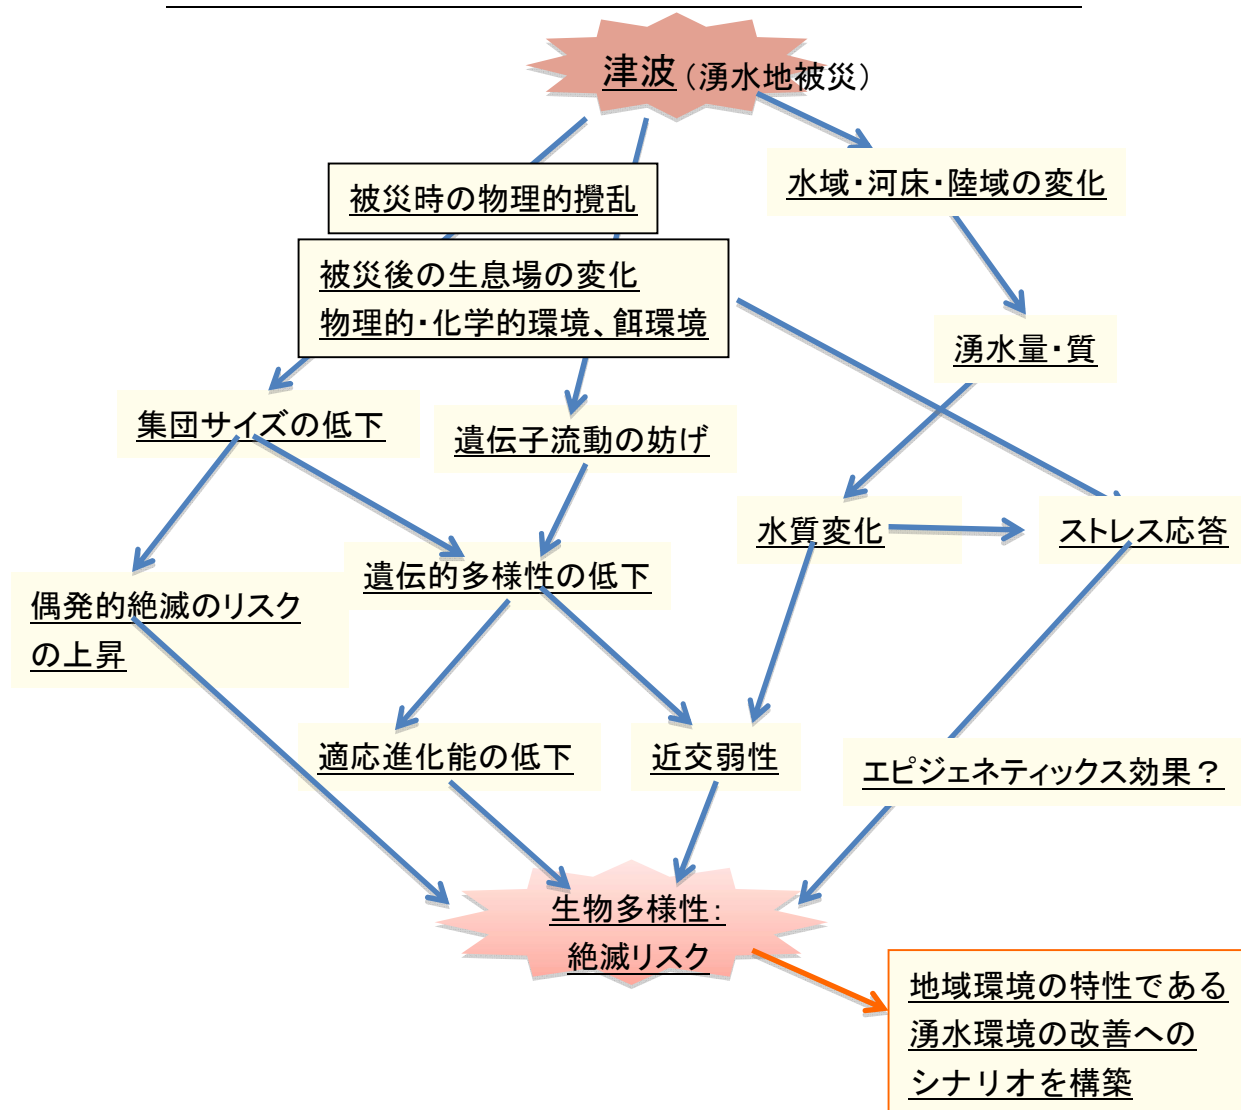 津波（湧水地被災）
被災時の物理的攪乱
水域・河床・陸域の変化
被災後の生息場の変化
物理的・化学的環境、餌環境
湧水量・質
集団サイズの低下
遺伝子流動の妨げ
水質変化
ストレス応答
遺伝的多様性の低下
偶発的絶滅のリスク
の上昇
適応進化能の低下
近交弱性
エピジェネティックス効果？
生物多様性：
絶滅リスク
地域環境の特性である
湧水環境の改善への
シナリオを構築